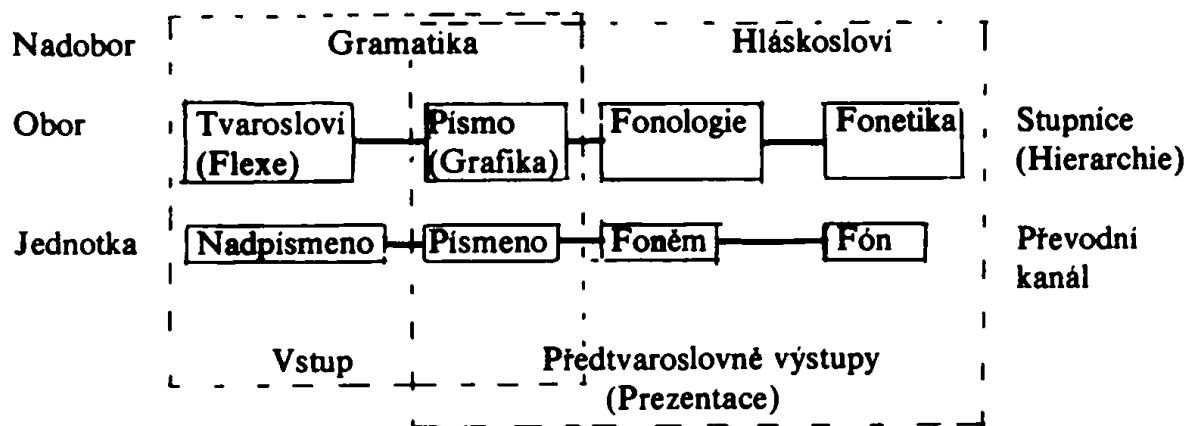 Nadobor Gramatika Hláskosloví
Obor Tvarosloví Písmo Fonologie Fonetika Stupnice
(Flexe) (Grafika) (Hierarchie)
Jednotka Nadpísmeno Písmeno Foném Fón Převodní
kanál
Vstup Předtvaroslovné výstupy
(Prezentace)